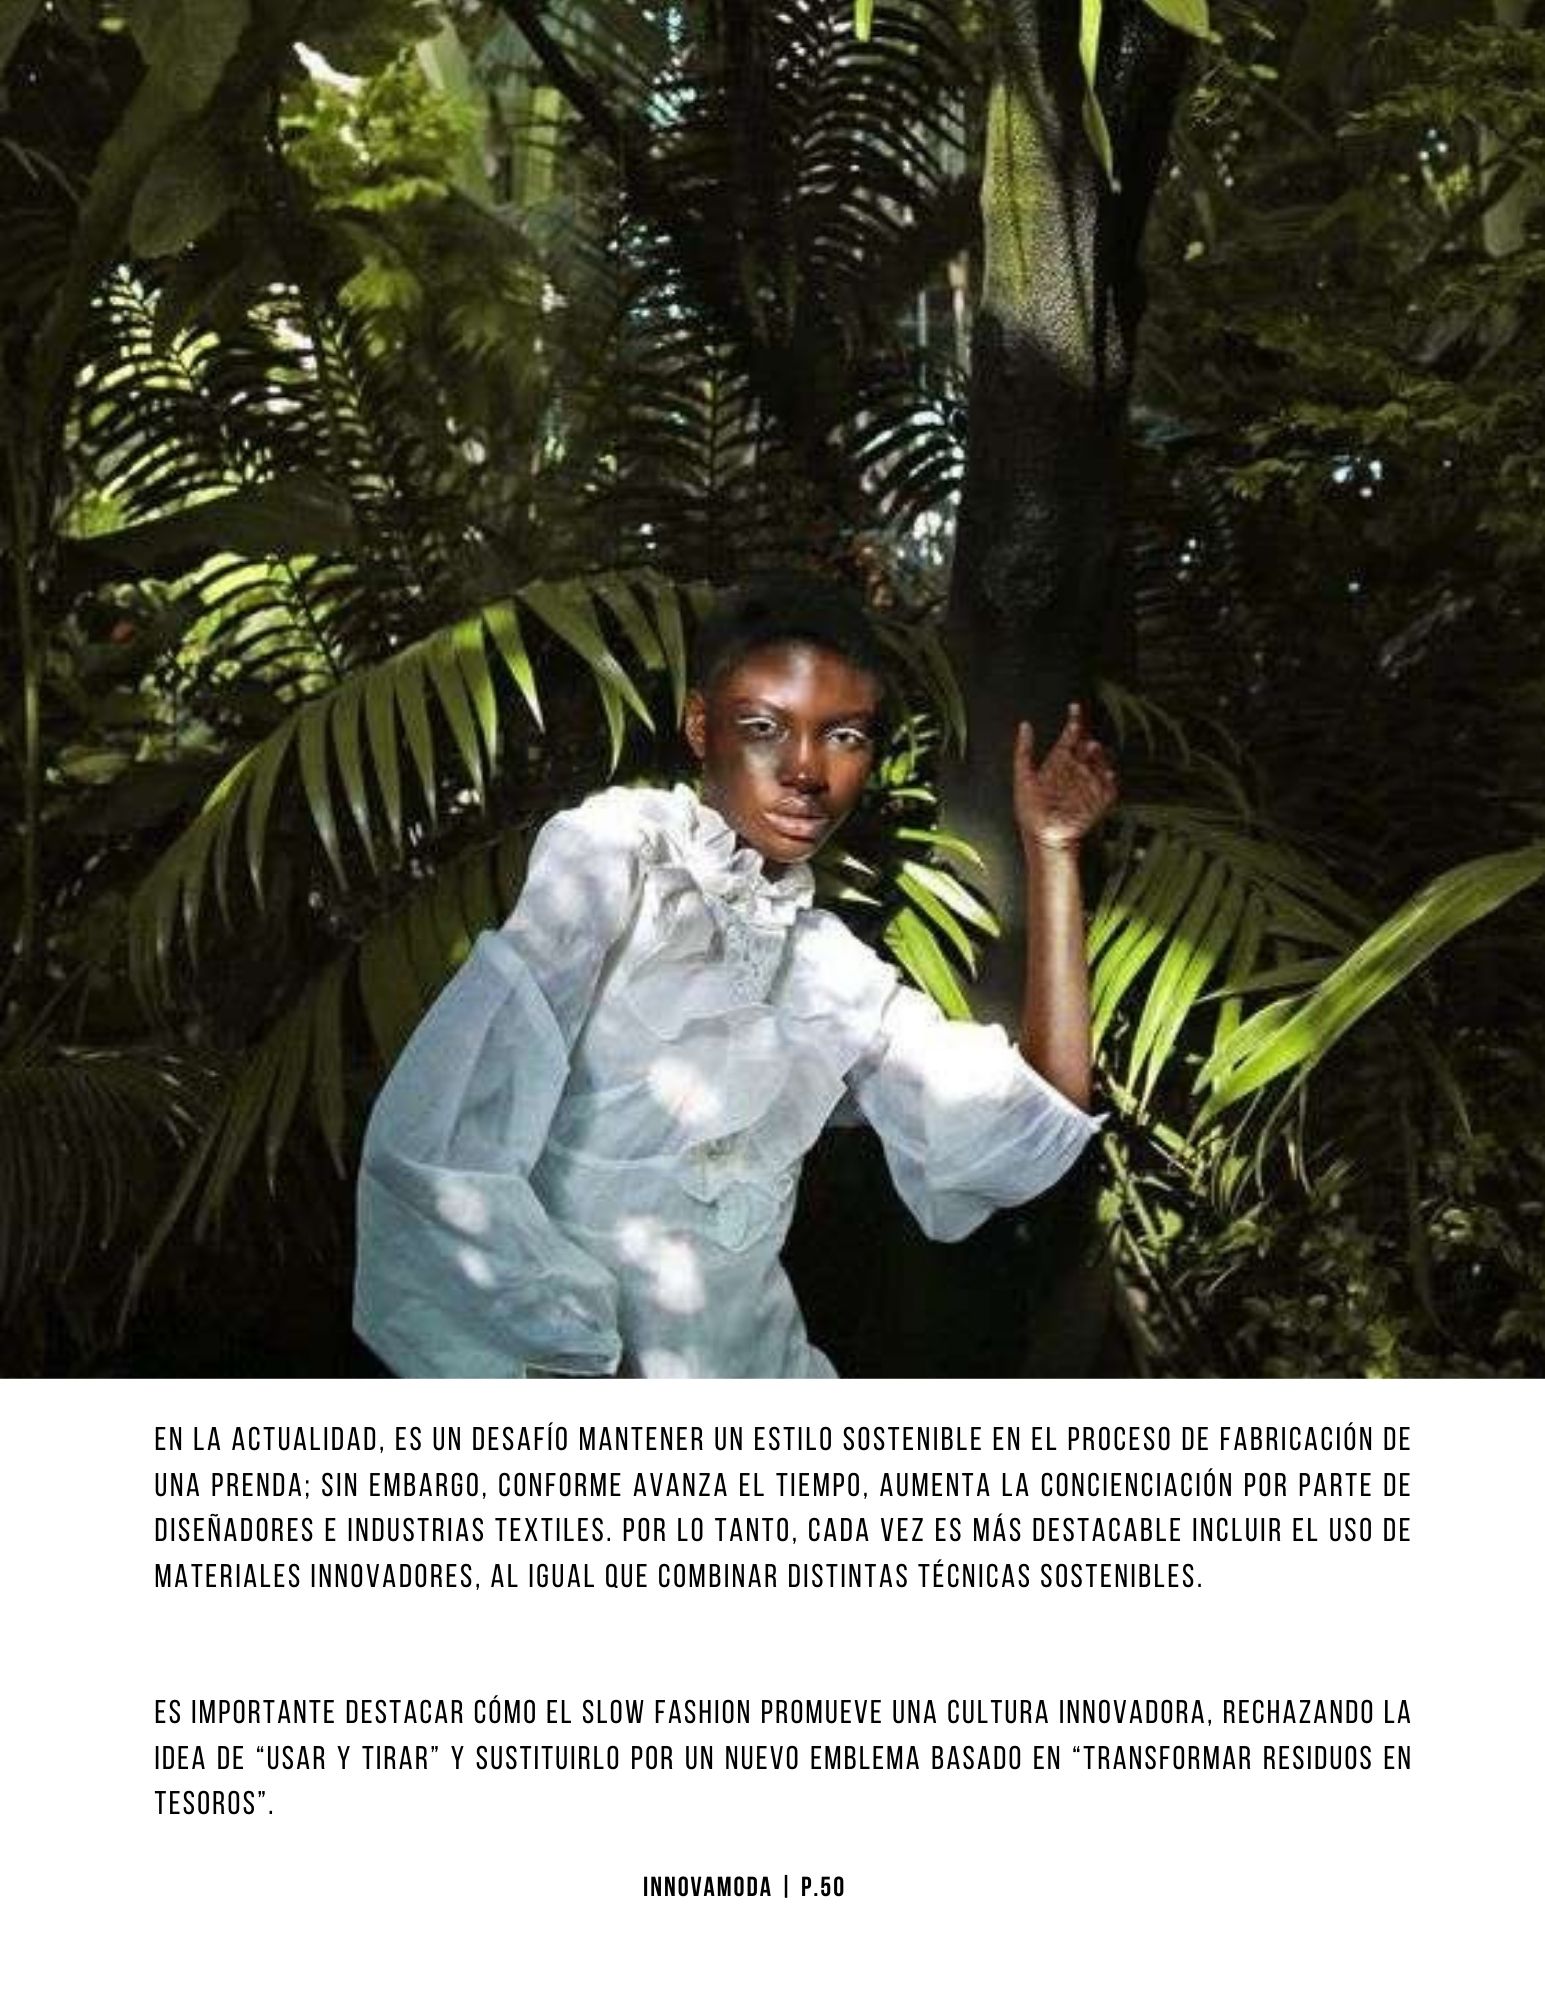 EN LA ACTUALIDAD, ES UN DESAFÍO MANTENER UN ESTILO SOSTENIBLE EN EL PROCESO DE FABRICACIÓN DE
UNA PRENDA; SIN EMBARGO, CONFORME AVANZA EL TIEMPO, AUMENTA LA CONCIENCIACIÓN POR PARTE DE
DISEÑADORES E INDUSTRIAS TEXTILES. POR LO TANTO, CADA VEZ ES MÁS DESTACABLE INCLUIR EL USO DE
MATERIALES INNOVADORES, AL IGUAL QUE COMBINAR DISTINTAS TÉCNICAS SOSTENIBLES.
ES IMPORTANTE DESTACAR CÓMO EL SLOW FASHION PROMUEVE UNA CULTURA INNOVADORA, RECHAZANDO LA
IDEA DE “USAR Y TIRAR” Y SUSTITUIRLO POR UN NUEVO EMBLEMA BASADO EN “TRANSFORMAR RESIDUOS EN
TESOROS”.
INNOVAMODA | P.50